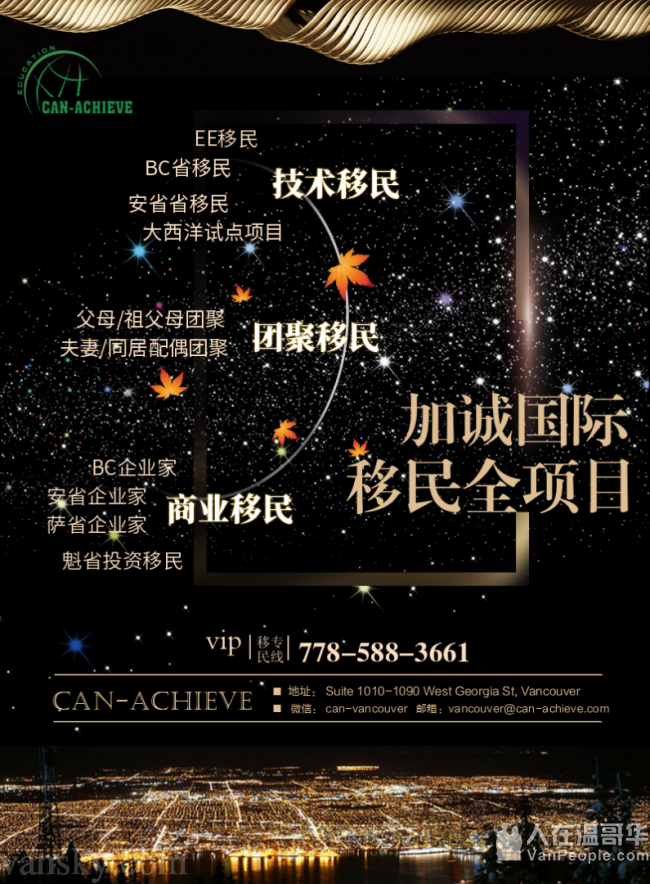 EDUCATION
CAN-ACHIEVE
EE移民
BC省移民
安省省移民
大西洋试点项目
技术移民
父母/祖父母团聚
夫妻/同居配偶团聚
团聚移民
加诚国际
移民全项目
BC企业家
安省企业家
萨省企业家
魁省投资移民
商业移民
vip 移民专线 778-588-3661
CAN-ACHIEVE
■ 地址: Suite 1010-1090 West Georgia St, Vancouver
■ 微信: can-vancouver 邮箱: vancouver@can-achieve.com
人在温哥华
VanPeople.com
vansky.com